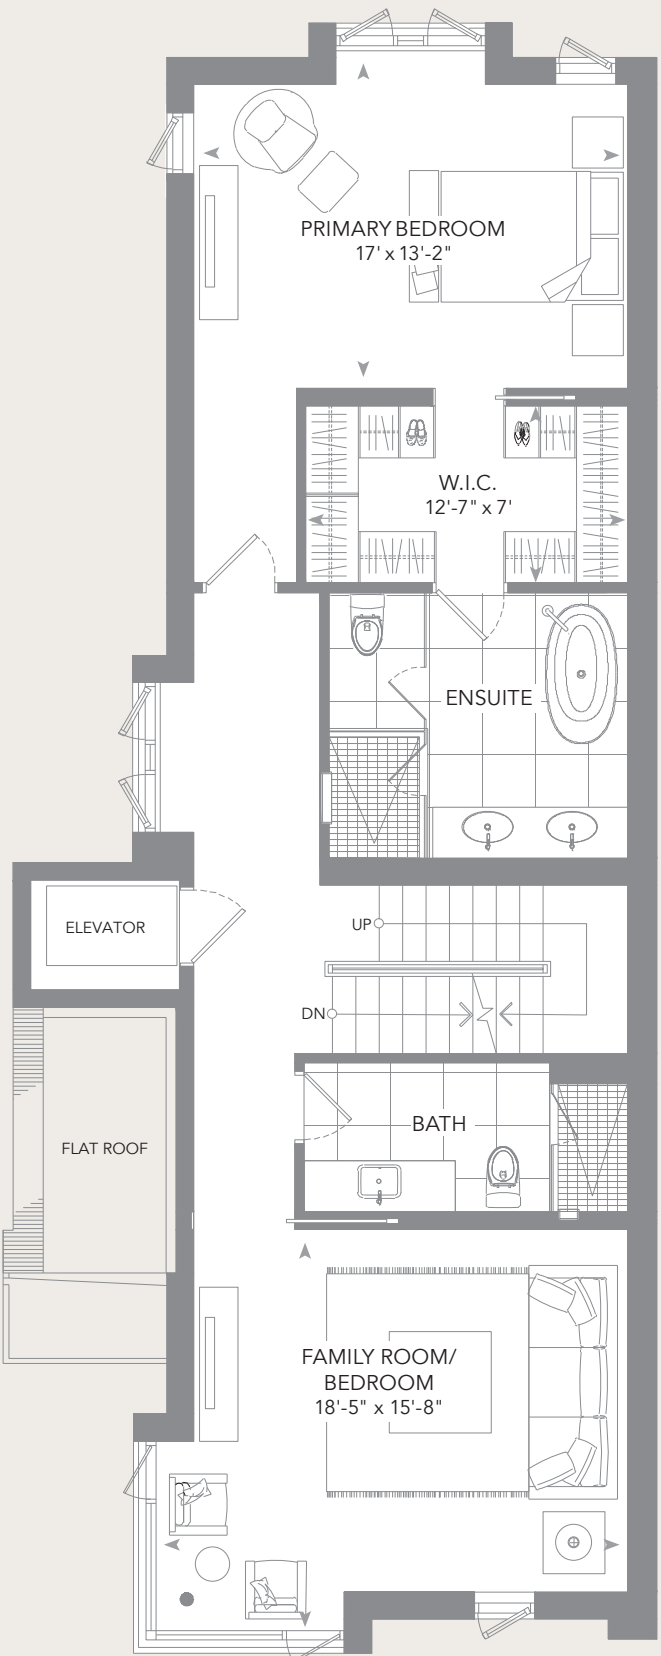 PRIMARY BEDROOM
17' x 13'-2"
W.I.C.
12'-7" x 7'
ENSUITE
ELEVATOR
UP
DN
BATH
FLAT ROOF
FAMILY ROOM/
BEDROOM
18'-5" x 15'-8"